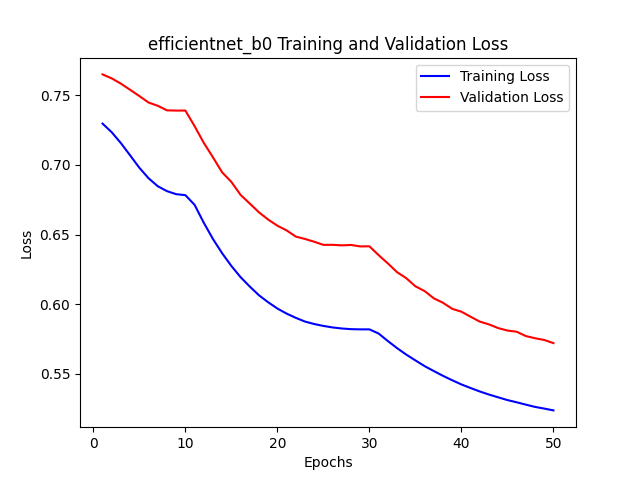 efficientnet_b0 Training and Validation Loss
Training Loss
Validation Loss
0.75
0.70
0.65
0.60
0.55
Loss
0 10 20 30 40 50
Epochs